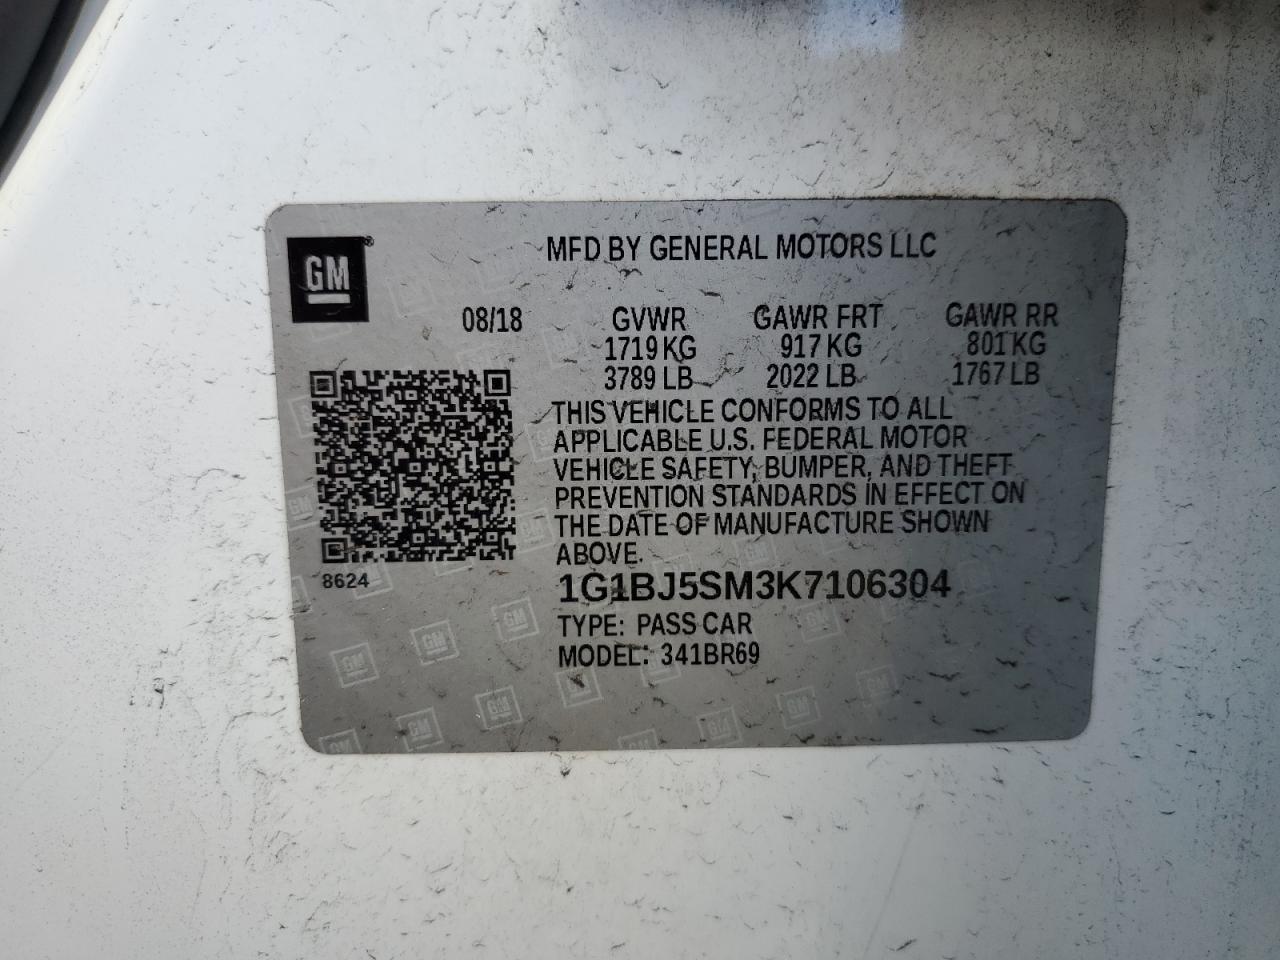 GM®
MFD BY GENERAL MOTORS LLC
08/18 GVWR GAWR FRT GAWR RR
1719 KG 917 KG 801 KG
3789 LB 2022 LB 1767 LB
THIS VEHICLE CONFORMS TO ALL
APPLICABLE U.S. FEDERAL MOTOR
VEHICLE SAFETY, BUMPER, AND THEFT
PREVENTION STANDARDS IN EFFECT ON
THE DATE OF MANUFACTURE SHOWN
ABOVE.
8624
1G1BJ5SM3K7106304
TYPE: PASS CAR
MODEL: 341BR69